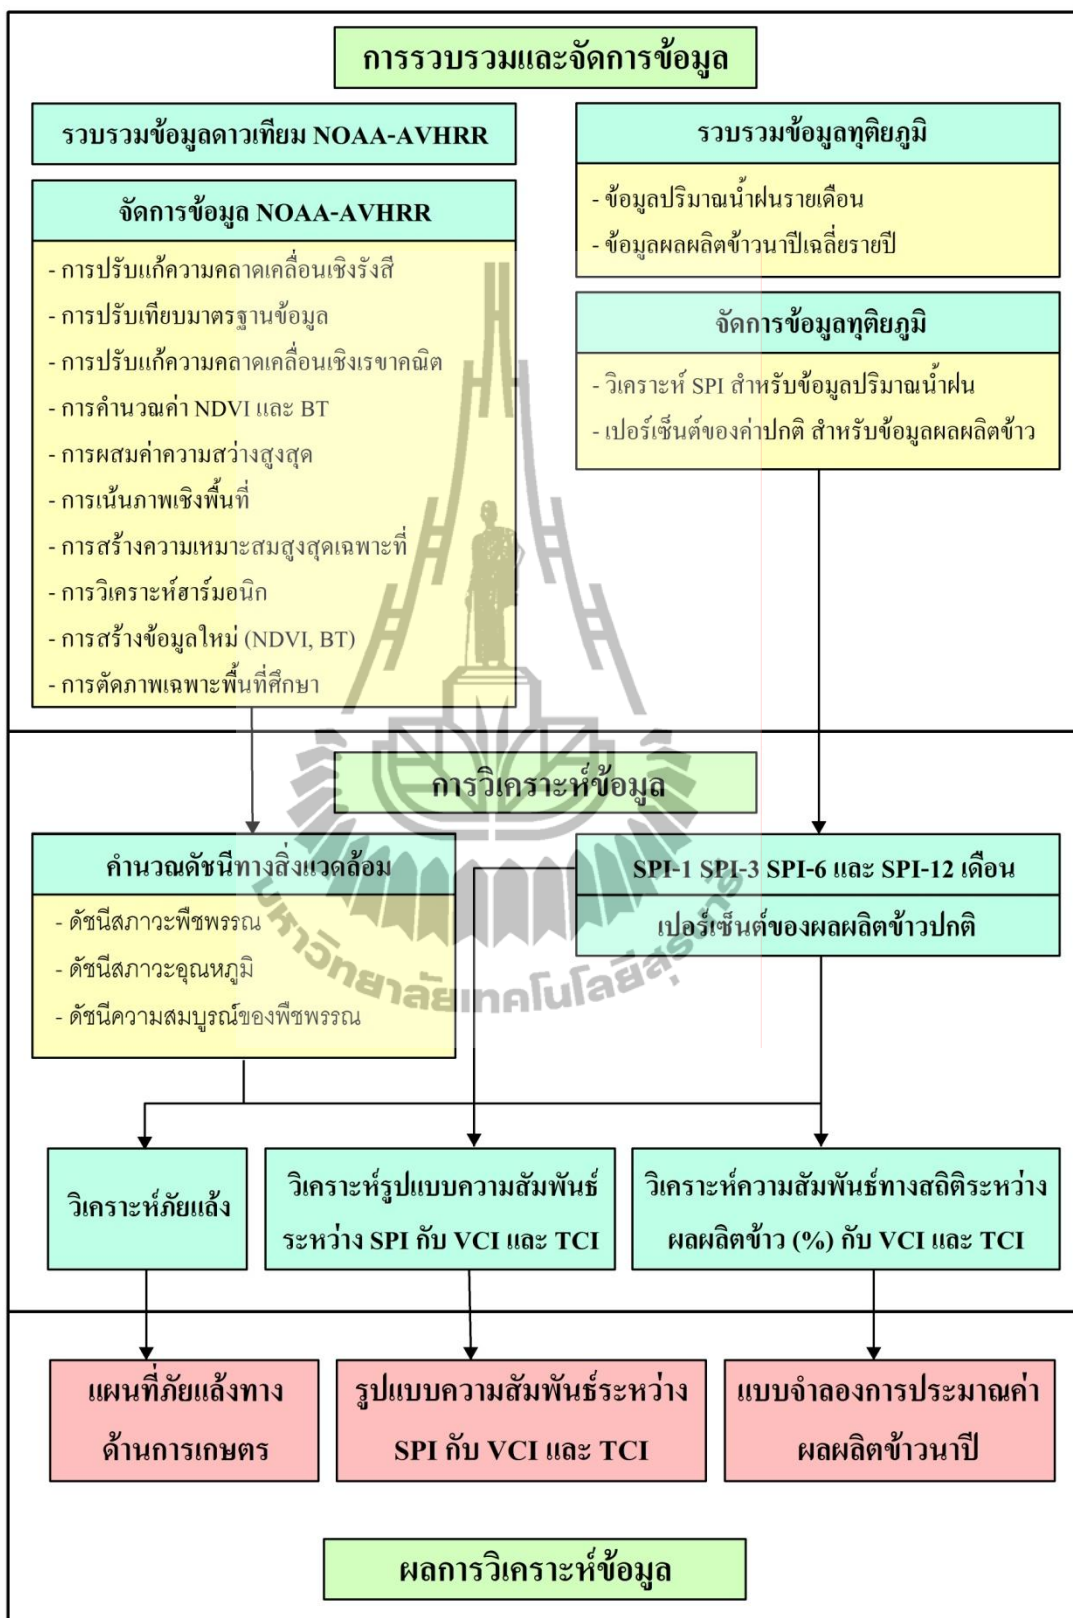 การรวบรวมและจัดการข้อมูล
รวบรวมข้อมูลดาวเทียม NOAA-AVHRR
จัดการข้อมูล NOAA-AVHRR
- การปรับแก้ความคลาดเคลื่อนเชิงรังสี
- การปรับเทียบมาตรฐานข้อมูล
- การปรับแก้ความคลาดเคลื่อนเชิงเรขาคณิต
- การคำนวณค่า NDVI และ BT
- การผสมค่าความสว่างสูงสุด
- การเน้นภาพเชิงพื้นที่
- การสร้างความเหมาะสมสูงสุดเฉพาะที่
- การวิเคราะห์ฮาร์มอนิก
- การสร้างข้อมูลใหม่ (NDVI, BT)
- การตัดภาพเฉพาะพื้นที่ศึกษา
รวบรวมข้อมูลทุติยภูมิ
- ข้อมูลปริมาณน้ำฝนรายเดือน
- ข้อมูลผลผลิตข้าวนาปีเฉลี่ยรายปี
จัดการข้อมูลทุติยภูมิ
- วิเคราะห์ SPI สำหรับข้อมูลปริมาณน้ำฝน
- เปอร์เซ็นต์ของค่าปกติ สำหรับข้อมูลผลผลิตข้าว
การวิเคราะห์ข้อมูล
คำนวณดัชนีทางสิ่งแวดล้อม
- ดัชนีสภาวะพืชพรรณ
- ดัชนีสภาวะอุณหภูมิ
- ดัชนีความสมบูรณ์ของพืชพรรณ
SPI-1 SPI-3 SPI-6 และ SPI-12 เดือน
เปอร์เซ็นต์ของผลผลิตข้าวปกติ
มหาวิทยาลัยเทคโนโลยีสุรนารี
วิเคราะห์ภัยแล้ง
วิเคราะห์รูปแบบความสัมพันธ์
ระหว่าง SPI กับ VCI และ TCI
วิเคราะห์ความสัมพันธ์ทางสถิติระหว่าง
ผลผลิตข้าว (%) กับ VCI และ TCI
แผนที่ภัยแล้งทาง
ด้านการเกษตร
รูปแบบความสัมพันธ์ระหว่าง
SPI กับ VCI และ TCI
แบบจำลองการประมาณค่า
ผลผลิตข้าวนาปี
ผลการวิเคราะห์ข้อมูล